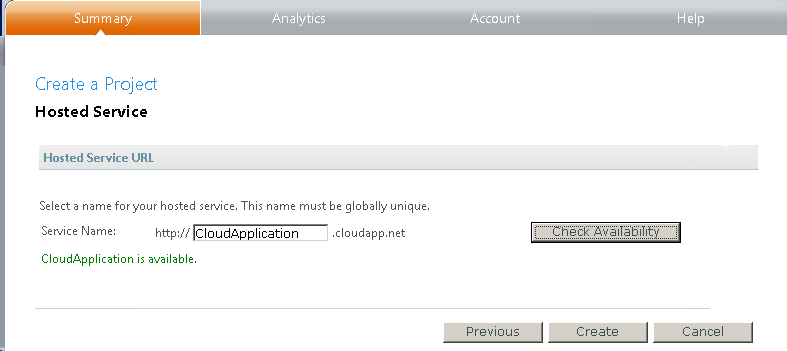 Summary Analytics Account Help
Create a Project
Hosted Service
Hosted Service URL
Select a name for your hosted service. This name must be globally unique.
Service Name: http:// CloudApplication .cloudapp.net Check Availability
CloudApplication is available.
Previous Create Cancel